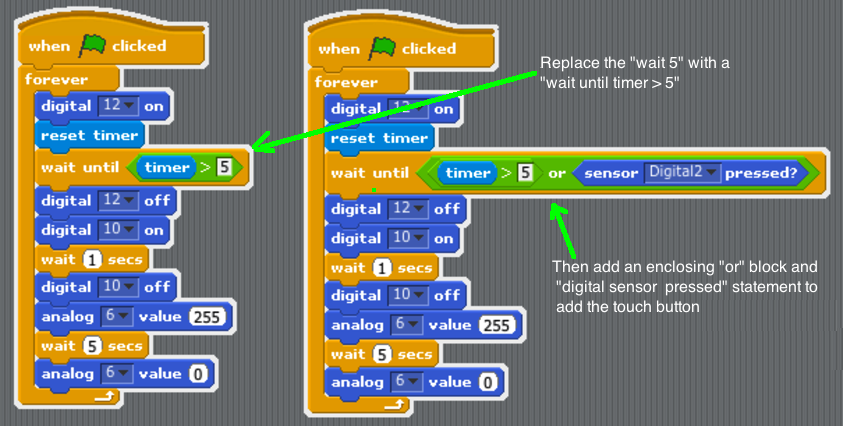 when clicked
forever
digital 12 on
reset timer
wait until timer > 5
digital 12 off
digital 10 on
wait 1 secs
digital 10 off
analog 6 value 255
wait 5 secs
analog 6 value 0
when clicked
forever
digital 12 on
reset timer
wait until timer > 5 or sensor Digital2 pressed?
digital 12 off
digital 10 on
wait 1 secs
digital 10 off
analog 6 value 255
wait 5 secs
analog 6 value 0
Replace the "wait 5" with a
"wait until timer > 5"
Then add an enclosing "or" block and
"digital sensor pressed" statement to
add the touch button